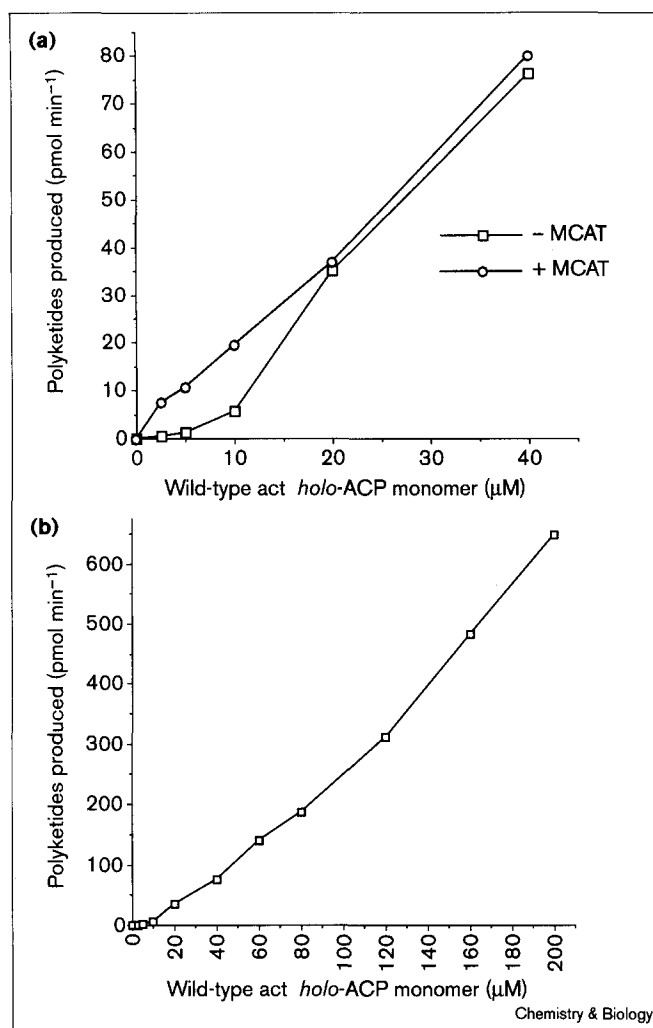 (a)
80
70
60
50
40
30
20
10
0
Polyketides produced (pmol min⁻¹)
– MCAT
+ MCAT
0 10 20 30 40
Wild-type act holo-ACP monomer (μM)
(b)
600
500
400
300
200
100
0
Polyketides produced (pmol min⁻¹)
0 20 40 60 80 100 120 140 160 180 200
Wild-type act holo-ACP monomer (μM)
Chemistry & Biology